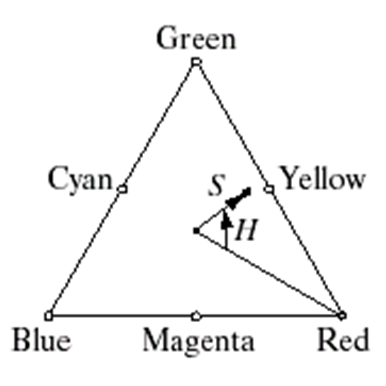 Green
Cyan
S
Yellow
H
Blue
Magenta
Red